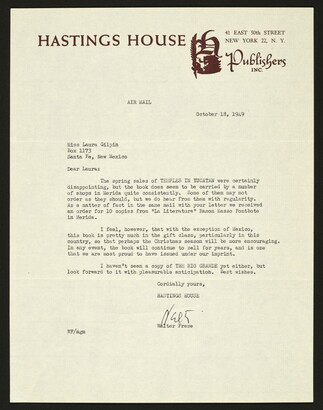 HASTINGS HOUSE
41 EAST 50th STREET
NEW YORK 22, N. Y.
Publishers
INC.
AIR MAIL
October 18, 1949
Miss Laura Gilpin
Box 1173
Santa Fe, New Mexico
Dear Laura:
The spring sales of TEMPLES IN YUCATAN were certainly
disappointing, but the book does seem to be carried by a number
of shops in Merida quite consistently. Some of them may not
order as they should, but we do hear from them with regularity.
As a matter of fact in the same mail with your letter we received
an order for 10 copies from "La Literatura"
in Merida.
I feel, however, that with the exception of Mexico,
this book is pretty much in the gift class, particularly in this
country, so that perhaps the Christmas season will be more encouraging.
In any event, the book will continue to sell for years, and is one
that we are most proud to have issued under our imprint.
I haven't seen a copy of THE RIO GRANDE yet either, but
look forward to it with pleasurable anticipation. Best wishes.
Cordially yours,
HASTINGS HOUSE
Walt
Walter Frese
WF/agm